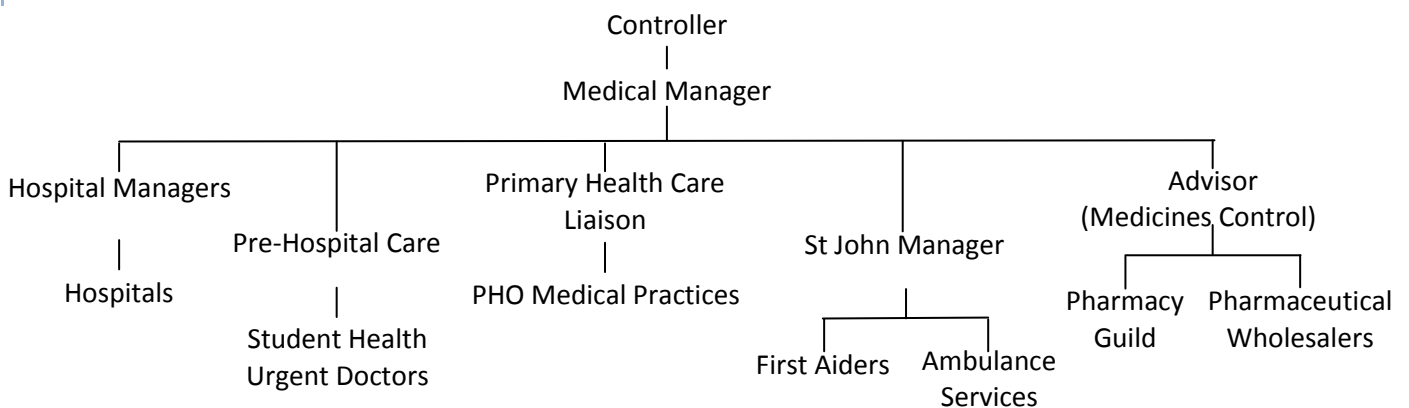 Controller
Medical Manager
Hospital Managers
Hospitals
Pre-Hospital Care
Student Health
Urgent Doctors
Primary Health Care
Liaison
PHO Medical Practices
St John Manager
First Aiders
Ambulance
Services
Advisor
(Medicines Control)
Pharmacy
Guild
Pharmaceutical
Wholesalers